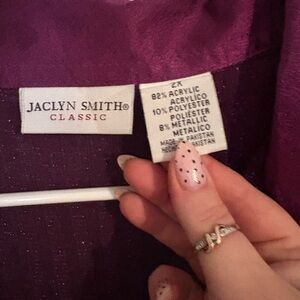 JACLYN SMITH®
CLASSIC
2X
82% ACRYLIC
ACRYLICO
10% POLYESTER
POLIESTER
8% METALLIC
METALICO
MADE IN PAKISTAN